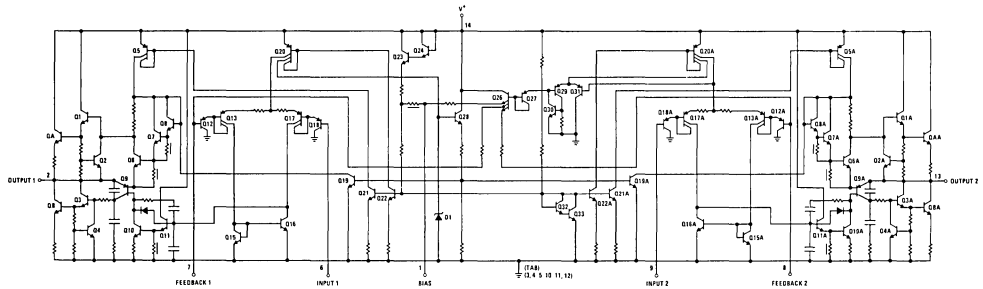 V+
14
Q5
Q20
Q24
Q23
Q20A
Q5A
Q26
Q27
Q29
Q31
Q30
Q28
Q1
QA
Q8
Q7
Q12
Q13
Q17
Q18
Q18A
Q17A
Q13A
Q12A
Q8A
Q7A
Q1A
QAA
Q2
Q6
Q6A
Q2A
OUTPUT 1
2
Q9
Q19
Q21
Q22
Q19A
Q22A
Q21A
Q9A
13
OUTPUT 2
Q3
QB
Q4
Q10
Q11
Q15
Q16
D1
Q32
Q33
Q16A
Q15A
Q11A
Q10A
Q3A
QBA
Q4A
7
FEEDBACK 1
6
INPUT 1
1
BIAS
(TAB)
(3, 4 5 10 11, 12)
9
INPUT 2
8
FEEDBACK 2